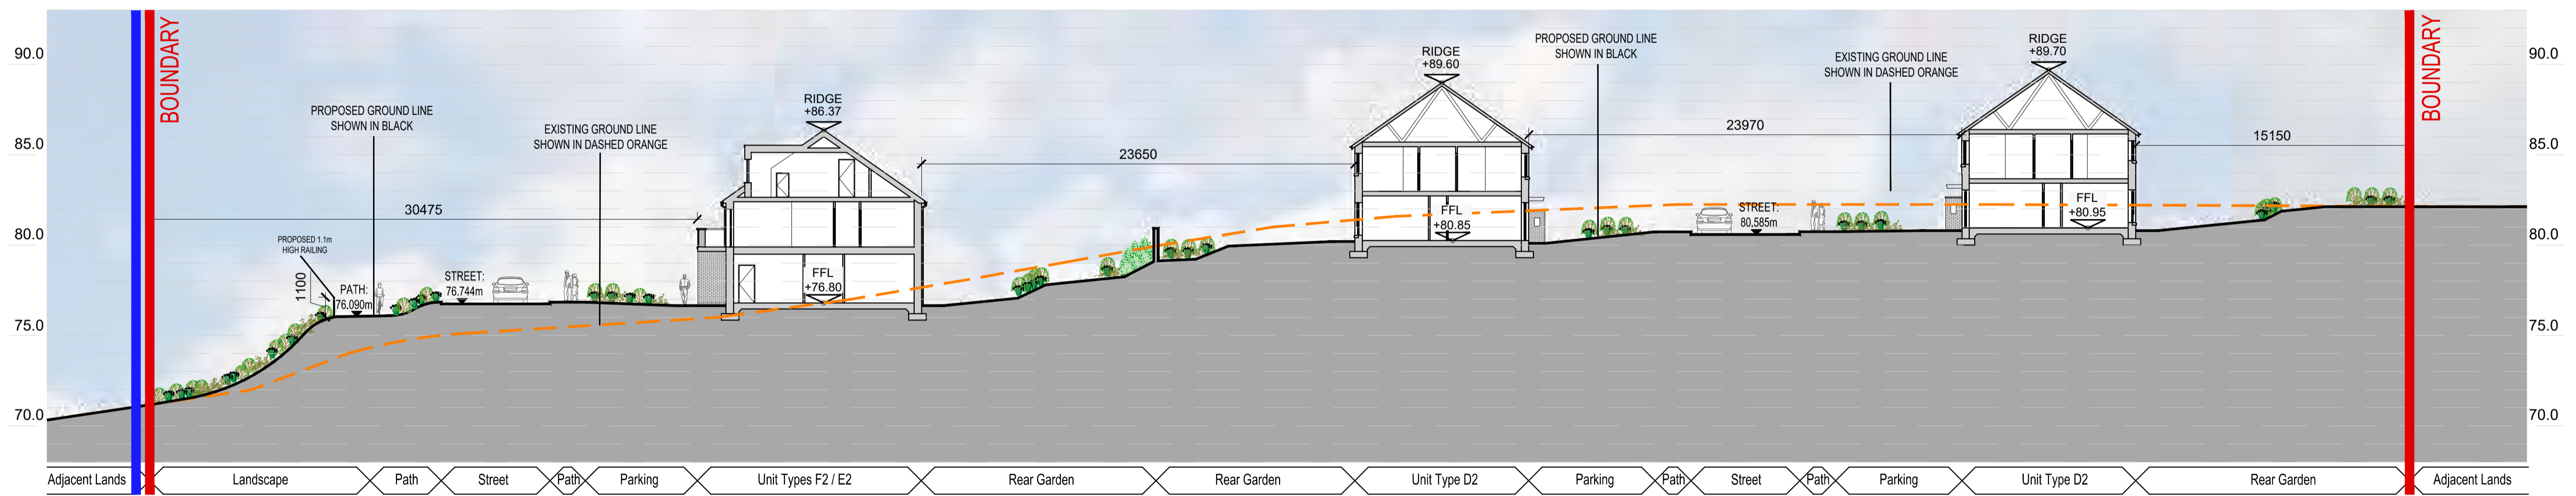 90.0
85.0
80.0
75.0
70.0
BOUNDARY
PROPOSED GROUND LINE
SHOWN IN BLACK
30475
PROPOSED 1.1m
HIGH RAILING
1100
PATH:
76.090m
STREET:
76.744m
EXISTING GROUND LINE
SHOWN IN DASHED ORANGE
RIDGE
+86.37
FFL
+76.80
23650
RIDGE
+89.60
FFL
+80.85
PROPOSED GROUND LINE
SHOWN IN BLACK
23970
STREET:
80.585m
EXISTING GROUND LINE
SHOWN IN DASHED ORANGE
RIDGE
+89.70
FFL
+80.95
15150
BOUNDARY
90.0
85.0
80.0
75.0
70.0
Adjacent Lands
Landscape
Path
Street
Path
Parking
Unit Types F2 / E2
Rear Garden
Rear Garden
Unit Type D2
Parking
Path
Street
Path
Parking
Unit Type D2
Rear Garden
Adjacent Lands